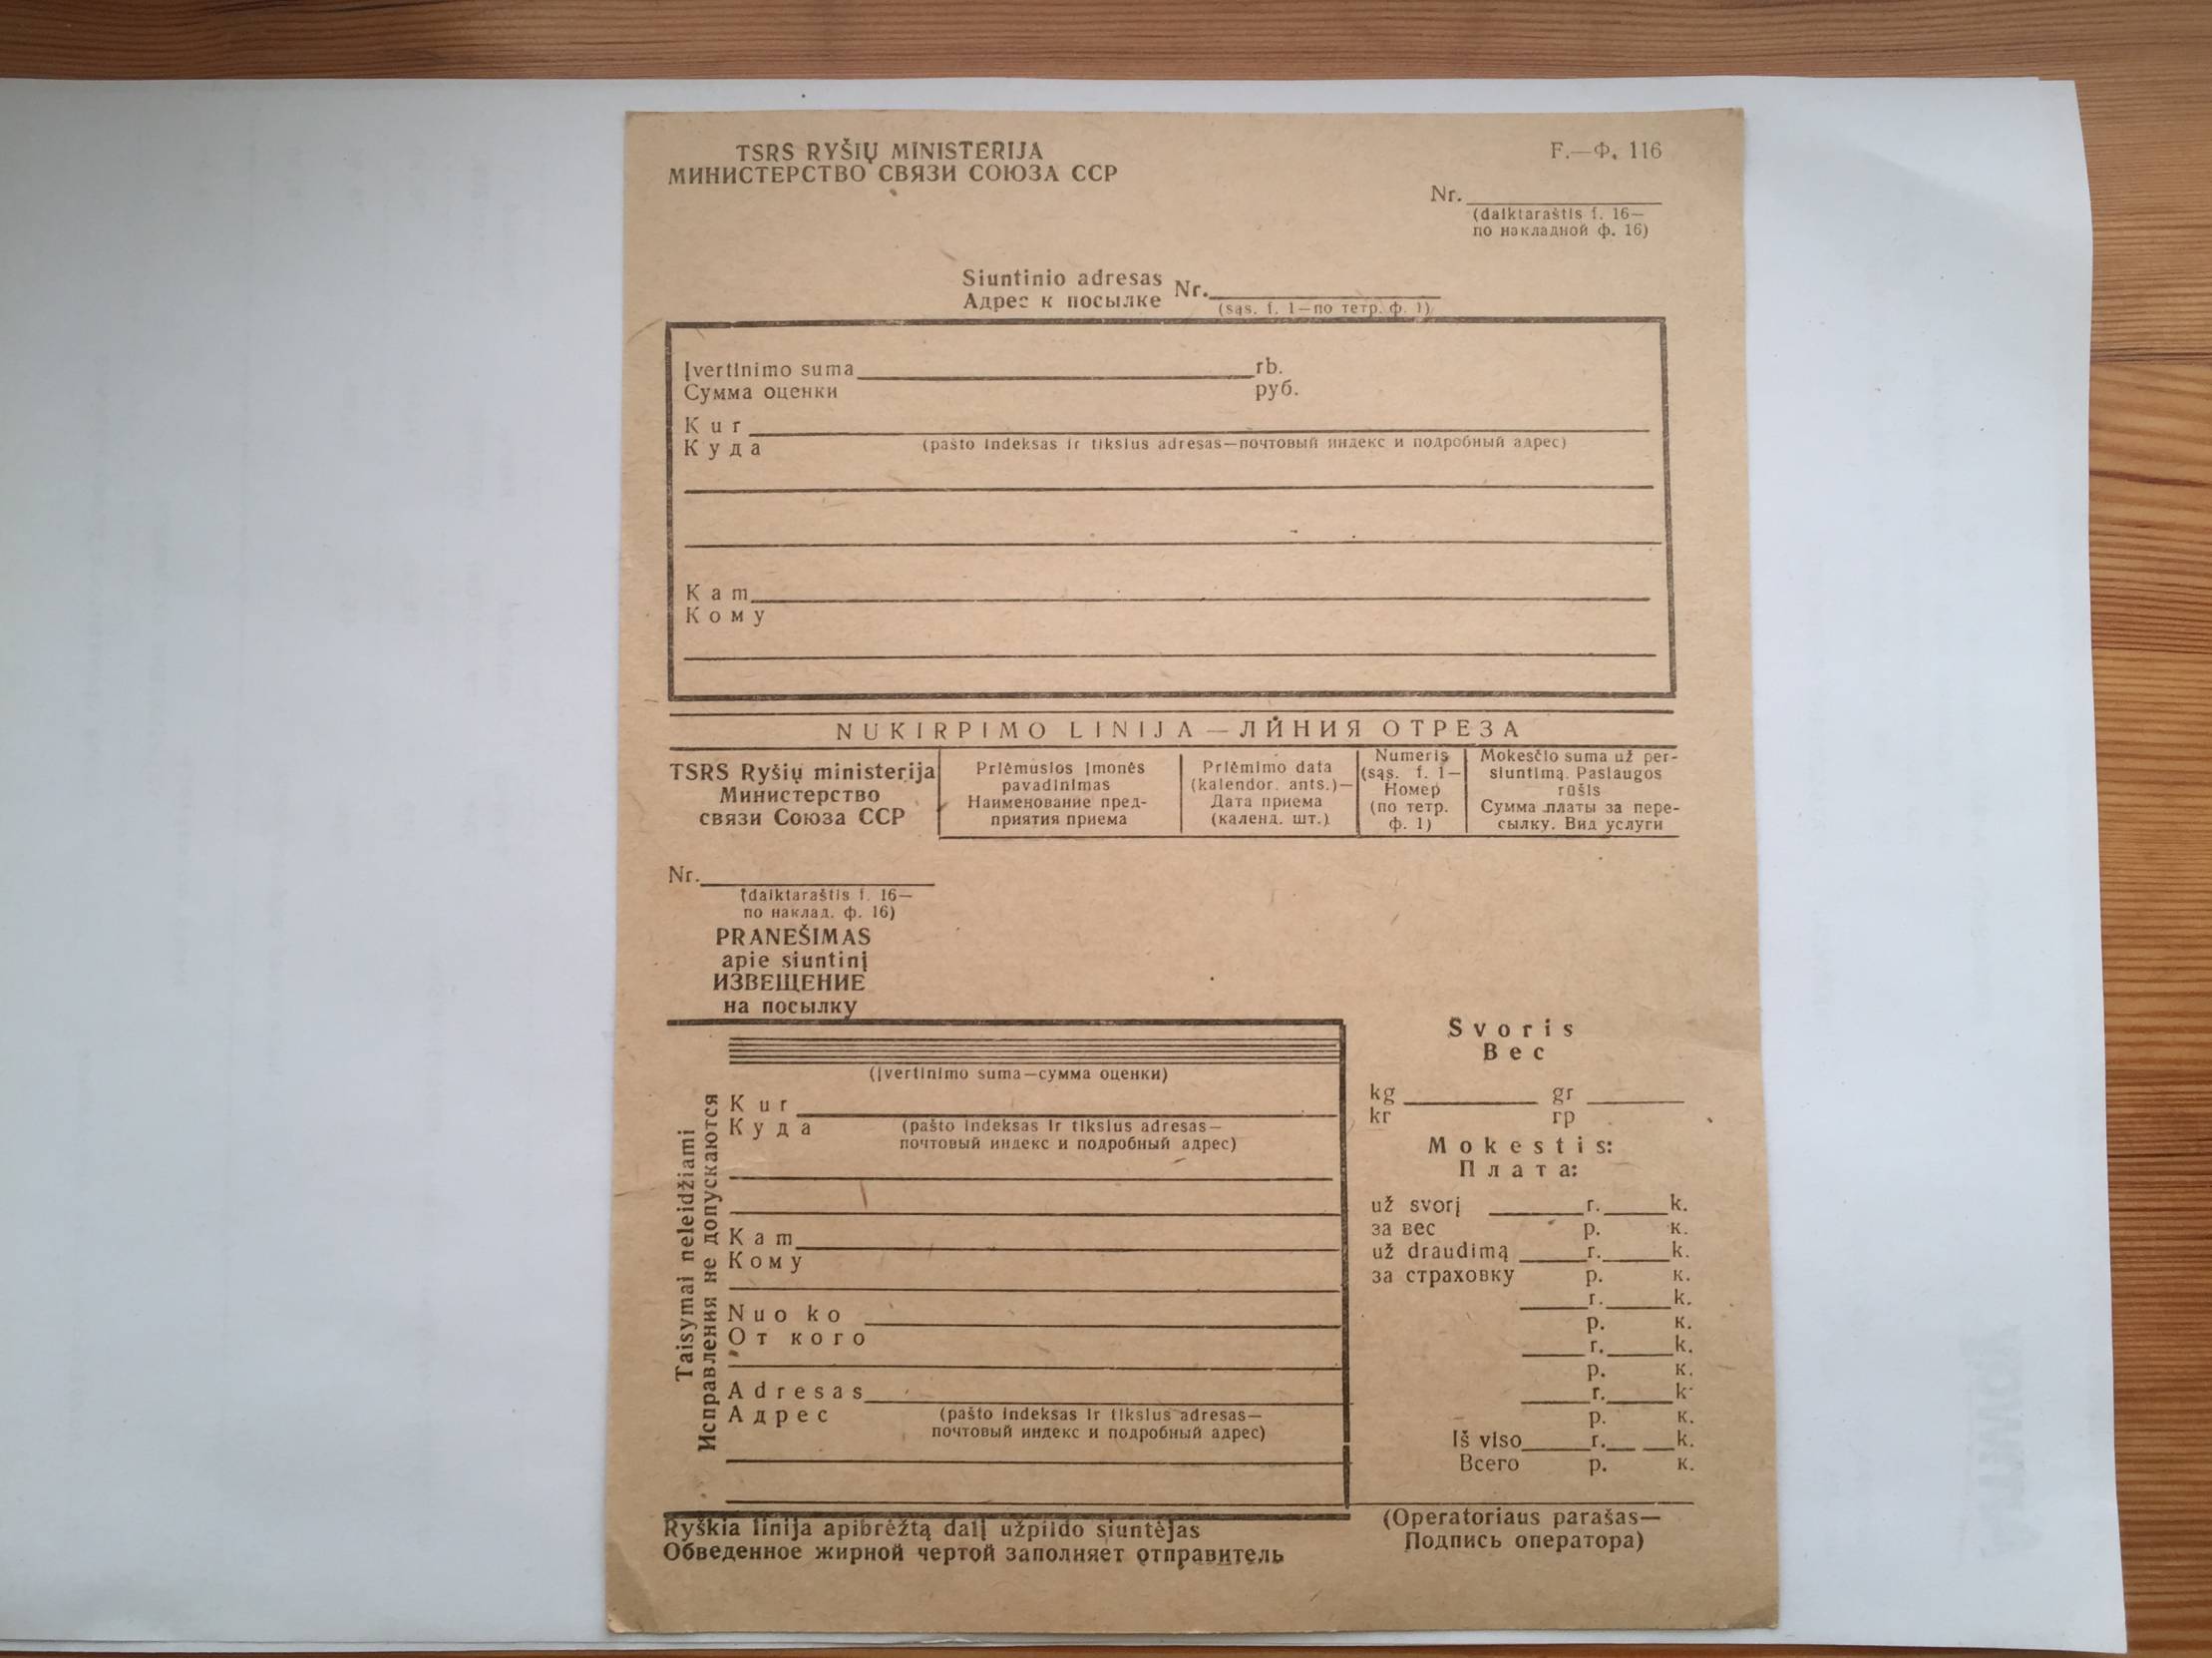 TSRS RYŠIŲ MINISTERIJA
МИНИСТЕРСТВО СВЯЗИ СОЮЗА ССР
F.—Ф. 116
Nr.
(daiktaraštis f. 16—
по накладной ф. 16)
Siuntinio adresas
Адрес к посылке
Nr.
(sąs. f. 1—по тетр. ф. 1)
Įvertinimo suma rb.
Сумма оценки руб.
Kur
Куда (pašto indeksas ir tikslus adresas—почтовый индекс и подробный адрес)
Kam
Кому
NUKIRPIMO LINIJA—ЛИНИЯ ОТРЕЗА
TSRS Ryšių ministerija
Министерство
связи Союза ССР
Priėmusios įmonės
pavadinimas
Наименование пред-
приятия приема
Priėmimo data
(kalendor. ants.)—
Дата приема
(календ. шт.)
Numeris
(sąs. f. 1—
Номер
(по тетр.
ф. 1)
Mokesčio suma už per-
siuntimą. Paslaugos
rūšis
Сумма платы за пере-
сылку. Вид услуги
Nr.
(daiktaraštis f. 16—
по наклад. ф. 16)
PRANEŠIMAS
apie siuntinį
ИЗВЕЩЕНИЕ
на посылку
Taisymai neleidžiami
Исправления не допускаются
(įvertinimo suma—сумма оценки)
Kur
Куда (pašto indeksas ir tikslus adresas—
почтовый индекс и подробный адрес)
Kam
Кому
Nuo ko
От кого
Adresas
Адрес (pašto indeksas ir tikslus adresas—
почтовый индекс и подробный адрес)
Svoris
Вес
kg gr
кг гр
Mokestis:
Плата:
už svorį r. k.
за вес р. к.
už draudimą r. k.
за страховку р. к.
r. k.
р. к.
r. k.
р. к.
r. k.
р. к.
Iš viso r. k.
Всего р. к.
(Operatoriaus parašas—
Подпись оператора)
Ryškia linija apibrėžtą dalį užpildo siuntėjas
Обведенное жирной чертой заполняет отправитель